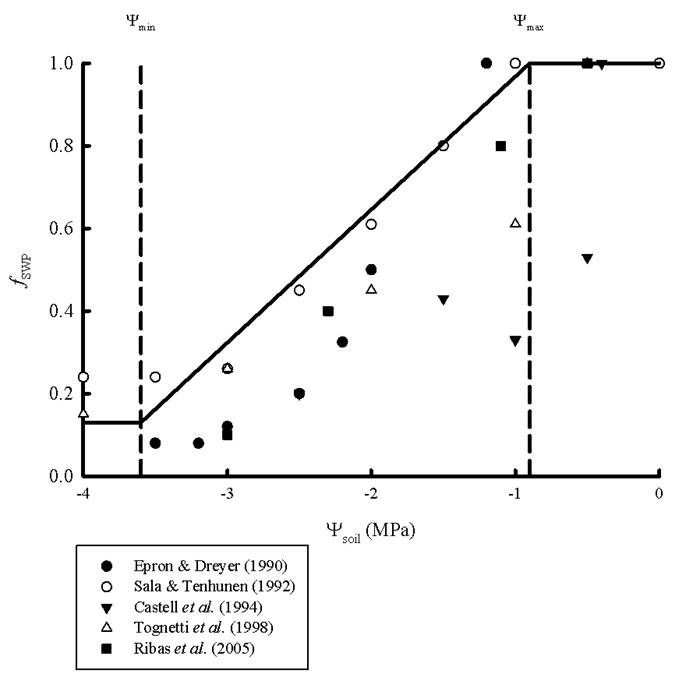 Ψmin Ψmax
1.0
0.8
0.6
0.4
0.2
0.0
fSWP
-4 -3 -2 -1 0
Ψsoil (MPa)
Epron & Dreyer (1990)
Sala & Tenhunen (1992)
Castell et al. (1994)
Tognetti et al. (1998)
Ribas et al. (2005)